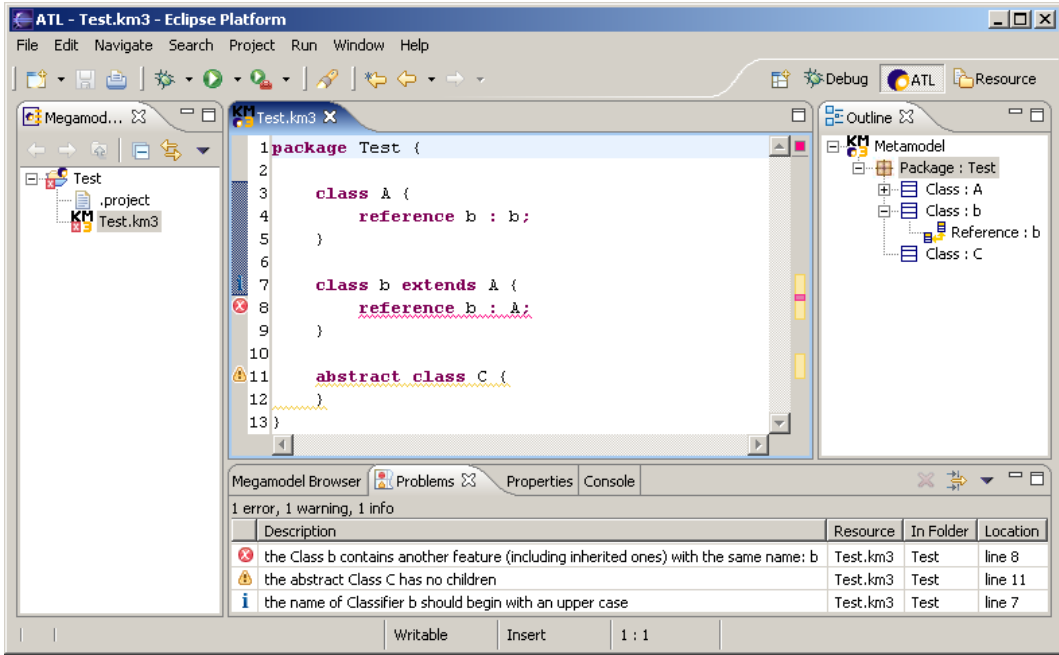 ATL - Test.km3 - Eclipse Platform
File Edit Navigate Search Project Run Window Help
Debug ATL Resource
Megamod...
Test
.project
KM3 Test.km3
KM3 Test.km3
1 package Test {
2
3 class A {
4 reference b : b;
5 }
6
7 class b extends A {
8 reference b : A;
9 }
10
11 abstract class C {
12 }
13 }
Outline
KM3 Metamodel
Package : Test
Class : A
Class : b
Reference : b
Class : C
Megamodel Browser Problems Properties Console
1 error, 1 warning, 1 info
Description Resource In Folder Location
the Class b contains another feature (including inherited ones) with the same name: b Test.km3 Test line 8
the abstract Class C has no children Test.km3 Test line 11
i the name of Classifier b should begin with an upper case Test.km3 Test line 7
Writable Insert 1 : 1